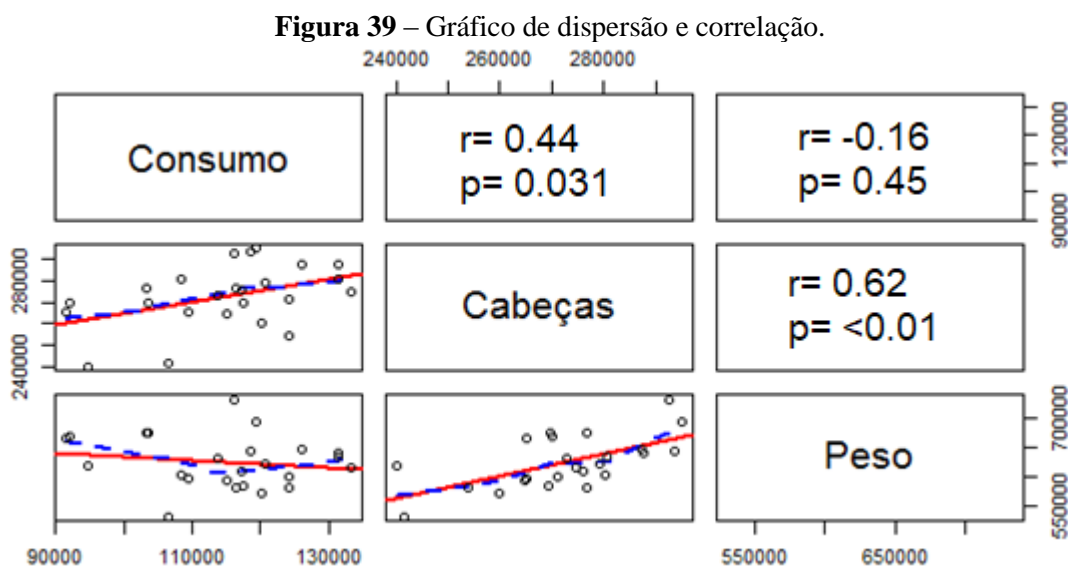 Figura 39 – Gráfico de dispersão e correlação.
240000 260000 280000
Consumo
r= 0.44
p= 0.031
r= -0.16
p= 0.45
90000 120000
240000 280000
Cabeças
r= 0.62
p= <0.01
Peso
550000 700000
90000 110000 130000
550000 650000